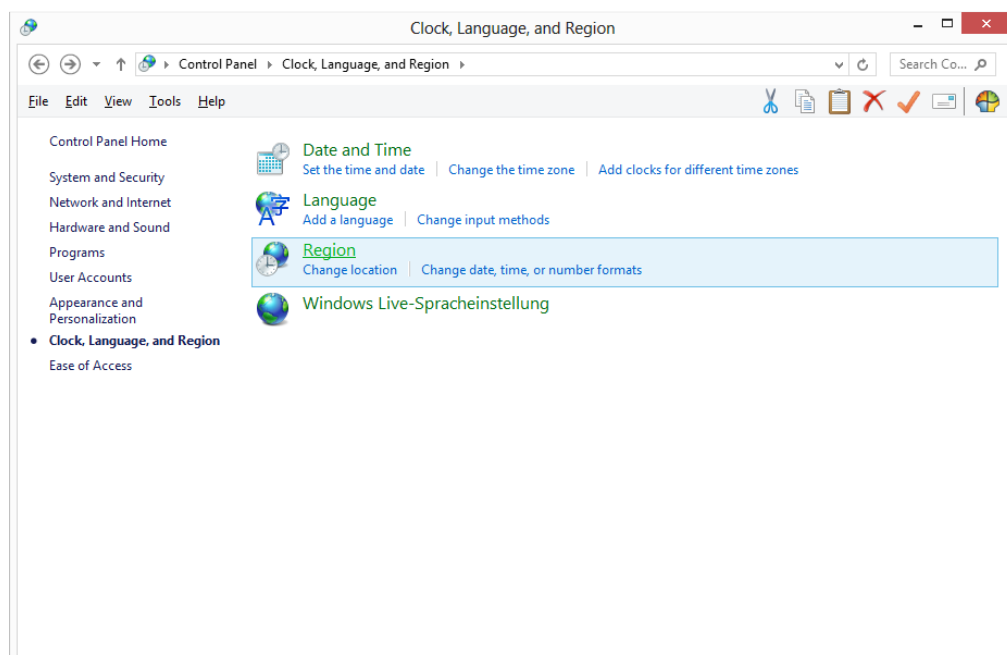 Clock, Language, and Region
Control Panel Clock, Language, and Region
Search Co...
File Edit View Tools Help
Control Panel Home
System and Security
Network and Internet
Hardware and Sound
Programs
User Accounts
Appearance and
Personalization
Clock, Language, and Region
Ease of Access
Date and Time
Set the time and date Change the time zone Add clocks for different time zones
Language
Add a language Change input methods
Region
Change location Change date, time, or number formats
Windows Live-Spracheinstellung